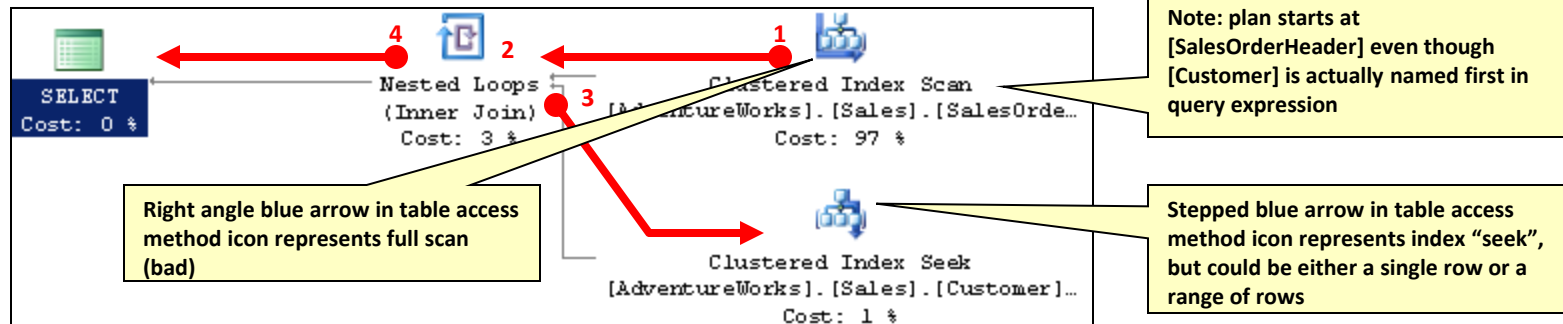 Note: plan starts at
[SalesOrderHeader] even though
[Customer] is actually named first in
query expression
4
2
1
SELECT
Cost: 0 %
Nested Loops
(Inner Join)
Cost: 3 %
3
Clustered Index Scan
[AdventureWorks].[Sales].[SalesOrde…
Cost: 97 %
Right angle blue arrow in table access
method icon represents full scan
(bad)
Stepped blue arrow in table access
method icon represents index “seek”,
but could be either a single row or a
range of rows
Clustered Index Seek
[AdventureWorks].[Sales].[Customer]…
Cost: 1 %